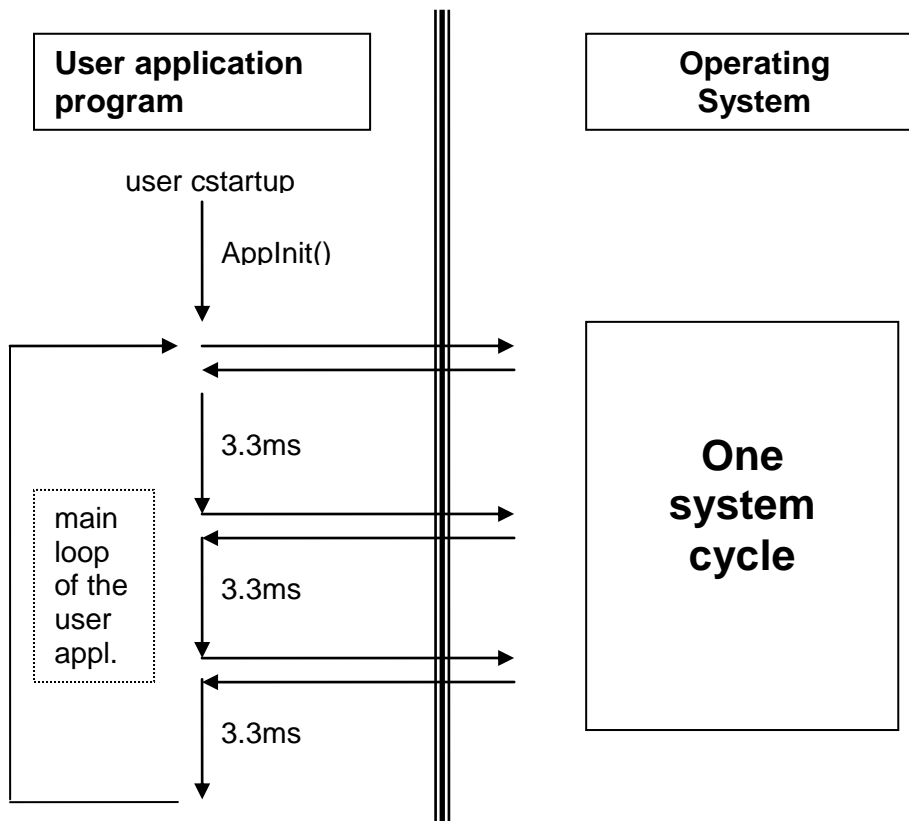 User application
program
Operating
System
user cstartup
AppInit()
3.3ms
main
loop
of the
user
appl.
3.3ms
3.3ms
One
system
cycle